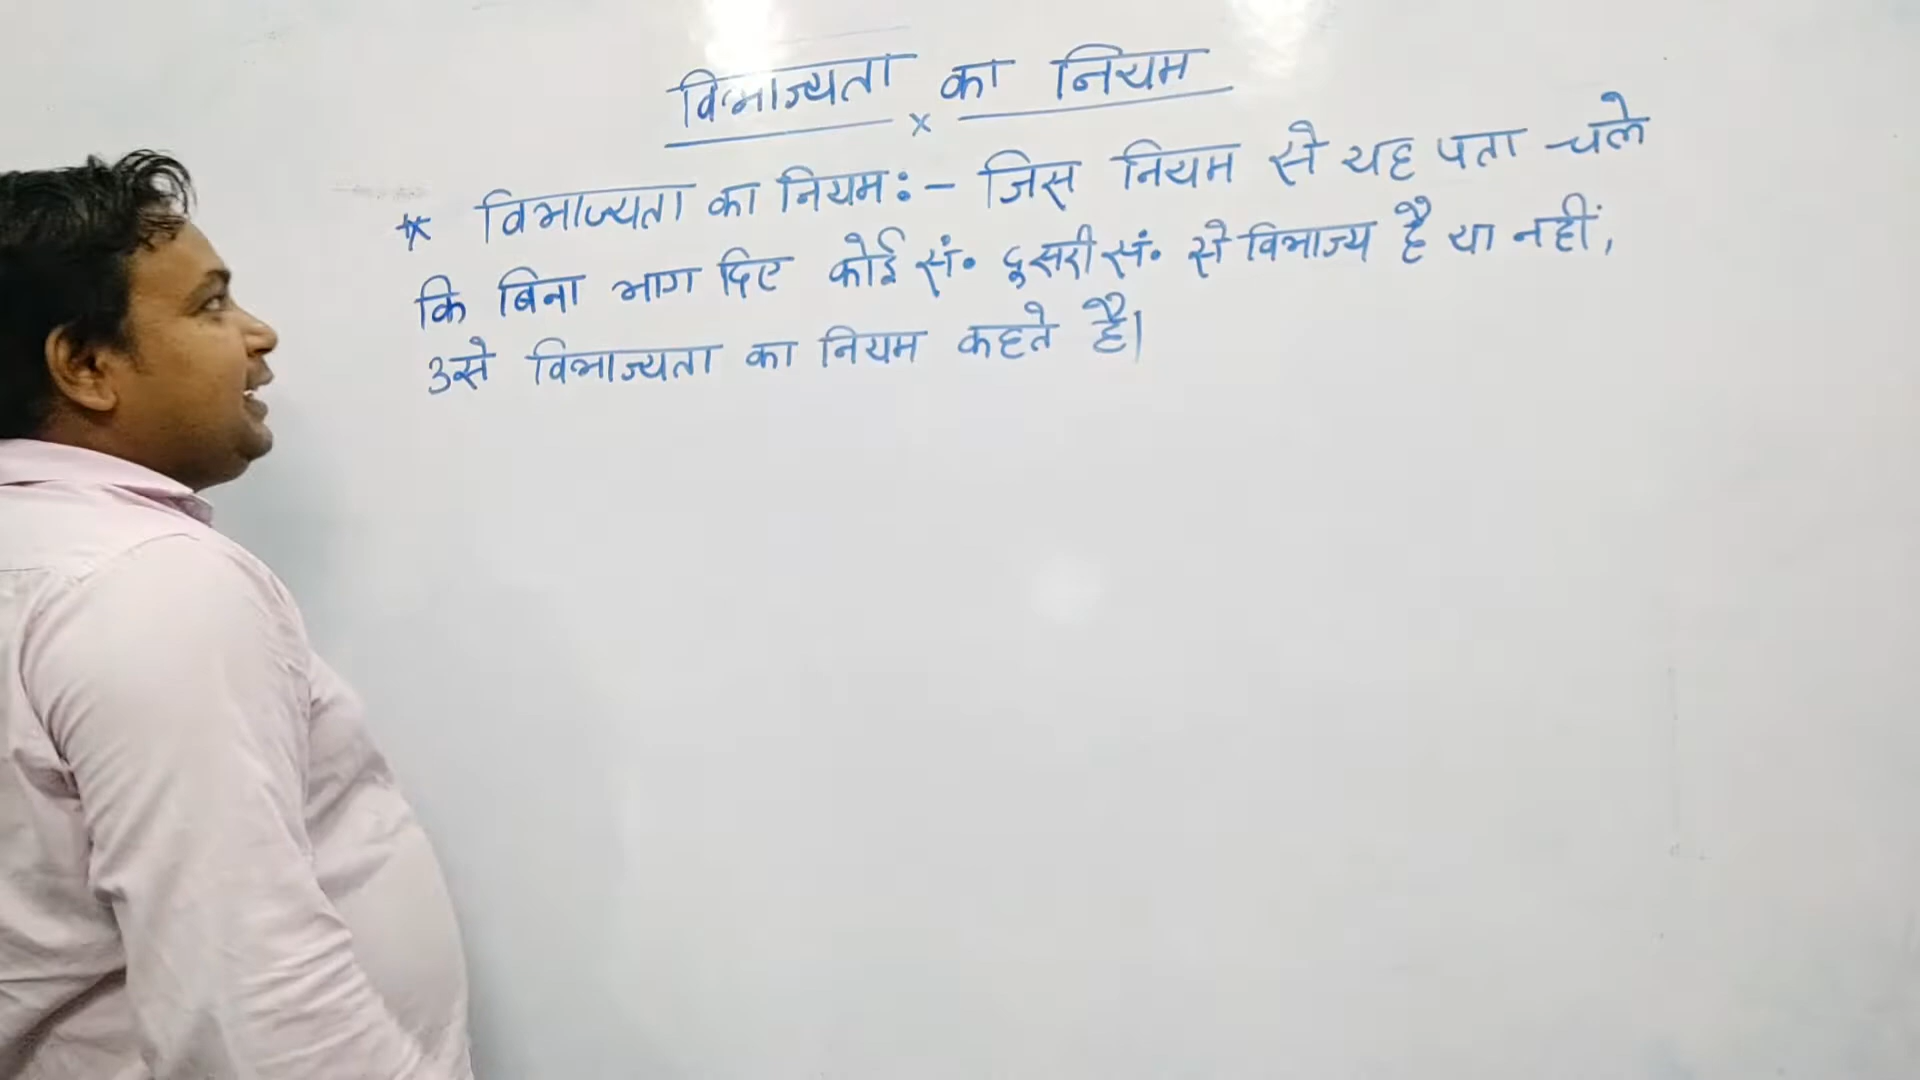 विभाज्यता का नियम
x
* विभाज्यता का नियम:- जिस नियम से यह पता चले
कि बिना भाग दिए कोई सं. दुसरी सं. से विभाज्य है या नहीं,
उसे विभाज्यता का नियम कहते है।